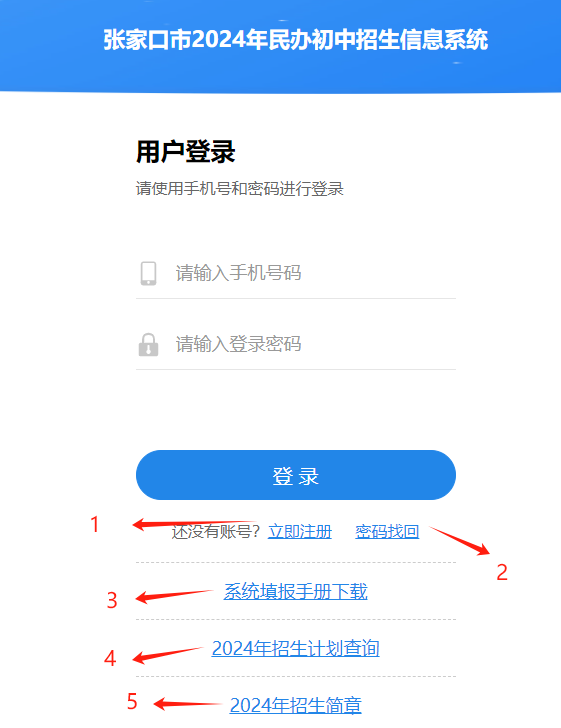 张家口市2024年民办初中招生信息系统
用户登录
请使用手机号和密码进行登录
请输入手机号码
请输入登录密码
登 录
1 还没有账号? 立即注册 密码找回
2
3 系统填报手册下载
4 2024年招生计划查询
5 2024年招生简章